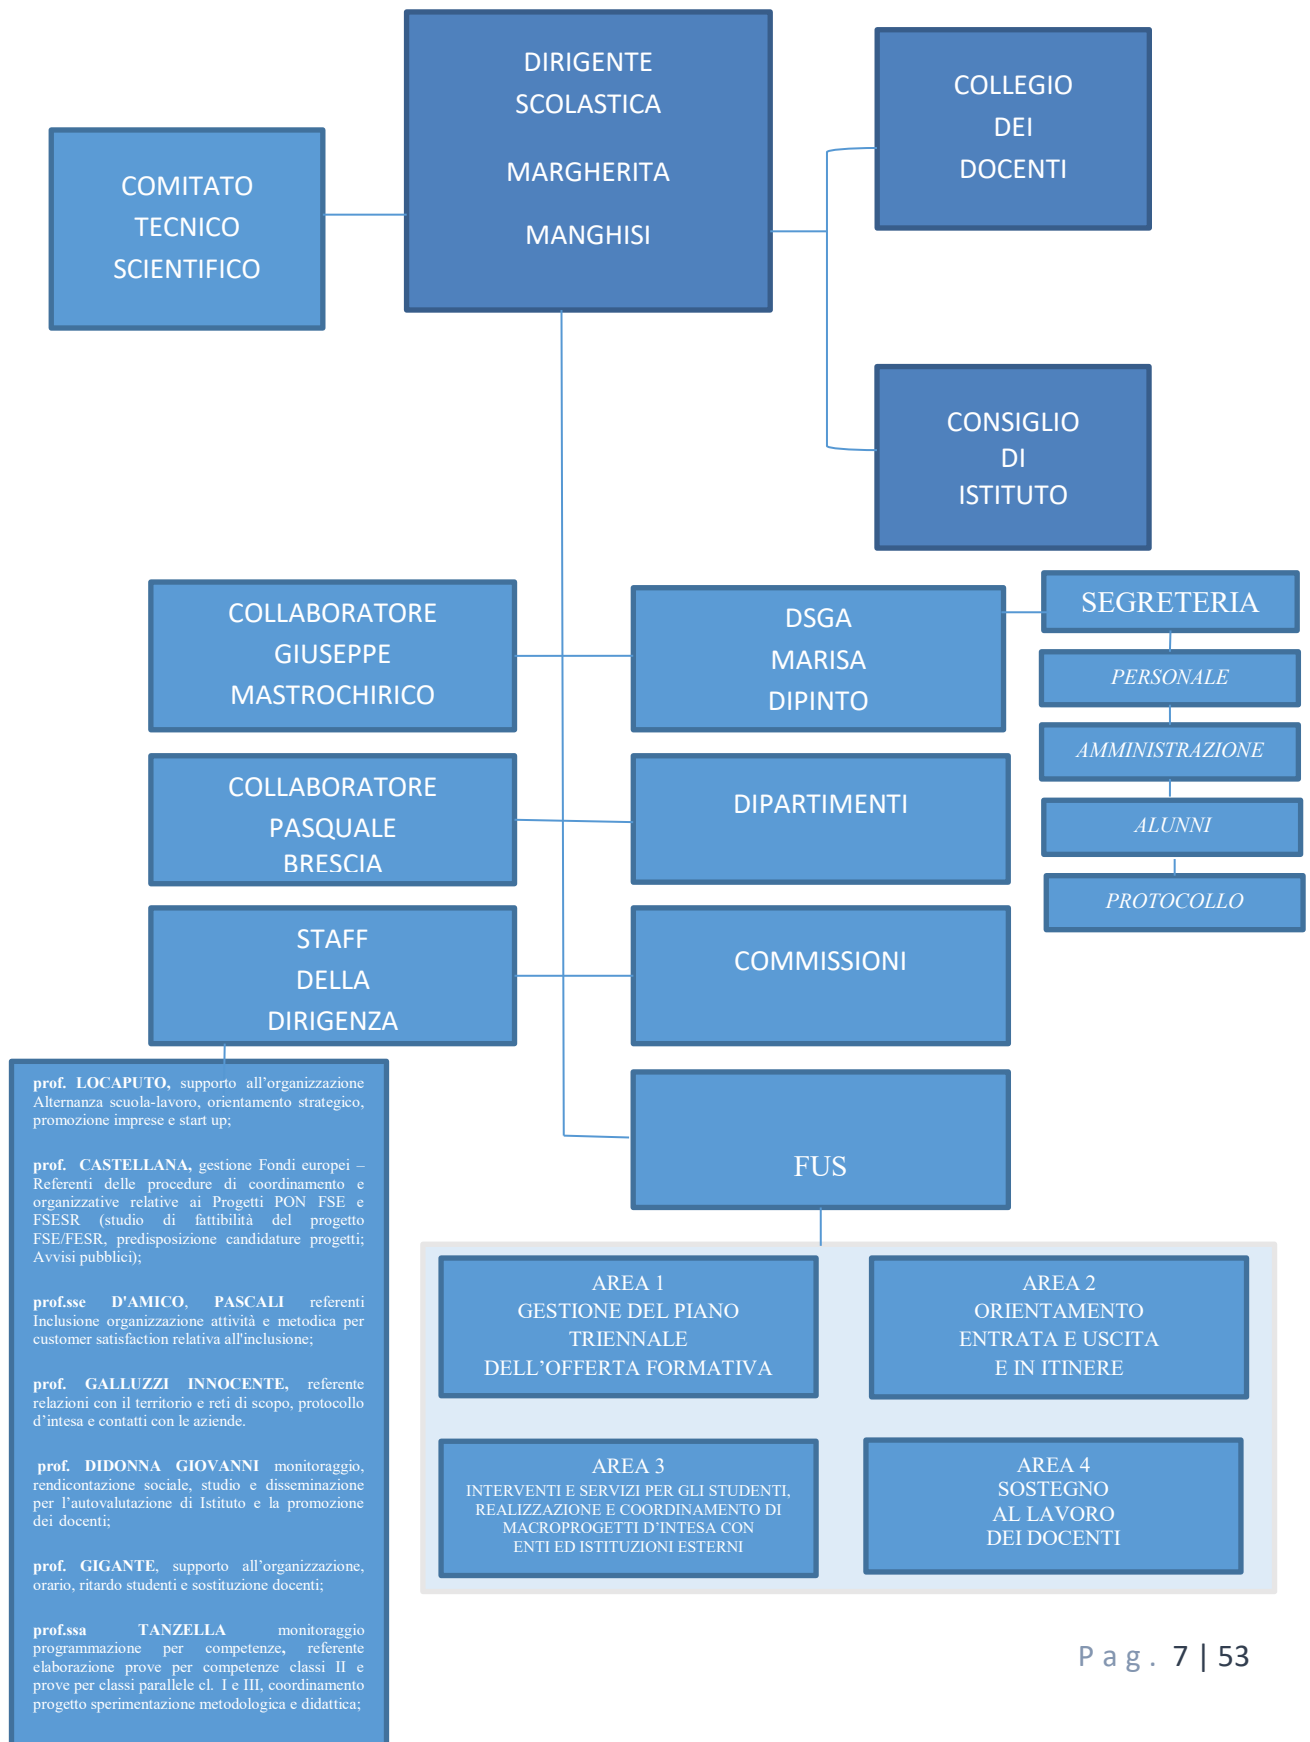 DIRIGENTE
SCOLASTICA
MARGHERITA
MANGHISI
COLLEGIO
DEI
DOCENTI
COMITATO
TECNICO
SCIENTIFICO
CONSIGLIO
DI
ISTITUTO
COLLABORATORE
GIUSEPPE
MASTROCHIRICO
DSGA
MARISA
DIPINTO
SEGRETERIA
PERSONALE
AMMINISTRAZIONE
ALUNNI
PROTOCOLLO
COLLABORATORE
PASQUALE
BRESCIA
DIPARTIMENTI
STAFF
DELLA
DIRIGENZA
COMMISSIONI
prof. LOCAPUTO, supporto all’organizzazione
Alternanza scuola-lavoro, orientamento strategico,
promozione imprese e start up;
prof. CASTELLANA, gestione Fondi europei –
Referenti delle procedure di coordinamento e
organizzative relative ai Progetti PON FSE e
FSESR (studio di fattibilità del progetto
FSE/FESR, predisposizione candidature progetti;
Avvisi pubblici);
prof.sse D'AMICO, PASCALI referenti
Inclusione organizzazione attività e metodica per
customer satisfaction relativa all'inclusione;
prof. GALLUZZI INNOCENTE, referente
relazioni con il territorio e reti di scopo, protocollo
d’intesa e contatti con le aziende.
prof. DIDONNA GIOVANNI monitoraggio,
rendicontazione sociale, studio e disseminazione
per l’autovalutazione di Istituto e la promozione
dei docenti;
prof. GIGANTE, supporto all’organizzazione,
orario, ritardo studenti e sostituzione docenti;
prof.ssa TANZELLA monitoraggio
programmazione per competenze, referente
elaborazione prove per competenze classi II e
prove per classi parallele cl. I e III, coordinamento
progetto sperimentazione metodologica e didattica;
FUS
AREA 1
GESTIONE DEL PIANO
TRIENNALE
DELL’OFFERTA FORMATIVA
AREA 2
ORIENTAMENTO
ENTRATA E USCITA
E IN ITINERE
AREA 3
INTERVENTI E SERVIZI PER GLI STUDENTI,
REALIZZAZIONE E COORDINAMENTO DI
MACROPROGETTI D’INTESA CON
ENTI ED ISTITUZIONI ESTERNI
AREA 4
SOSTEGNO
AL LAVORO
DEI DOCENTI
Pag. 7 | 53